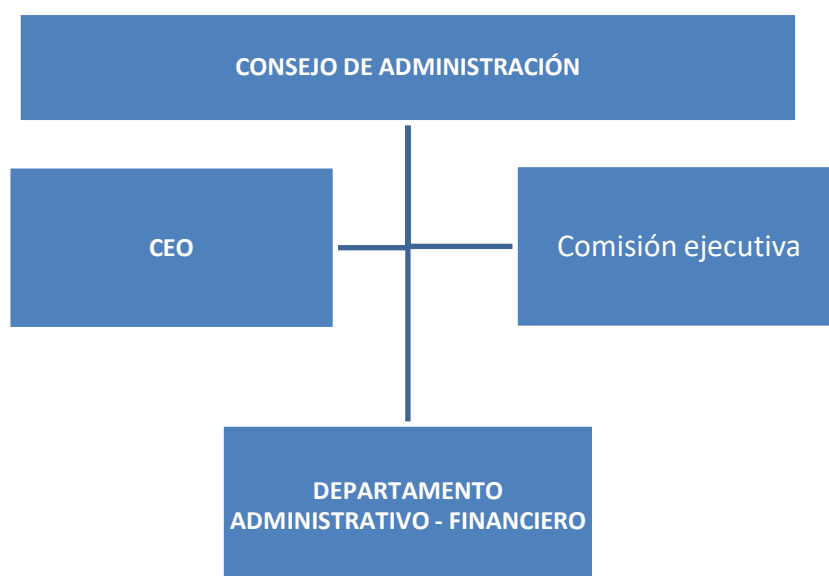 CONSEJO DE ADMINISTRACIÓN
CEO
Comisión ejecutiva
DEPARTAMENTO
ADMINISTRATIVO - FINANCIERO